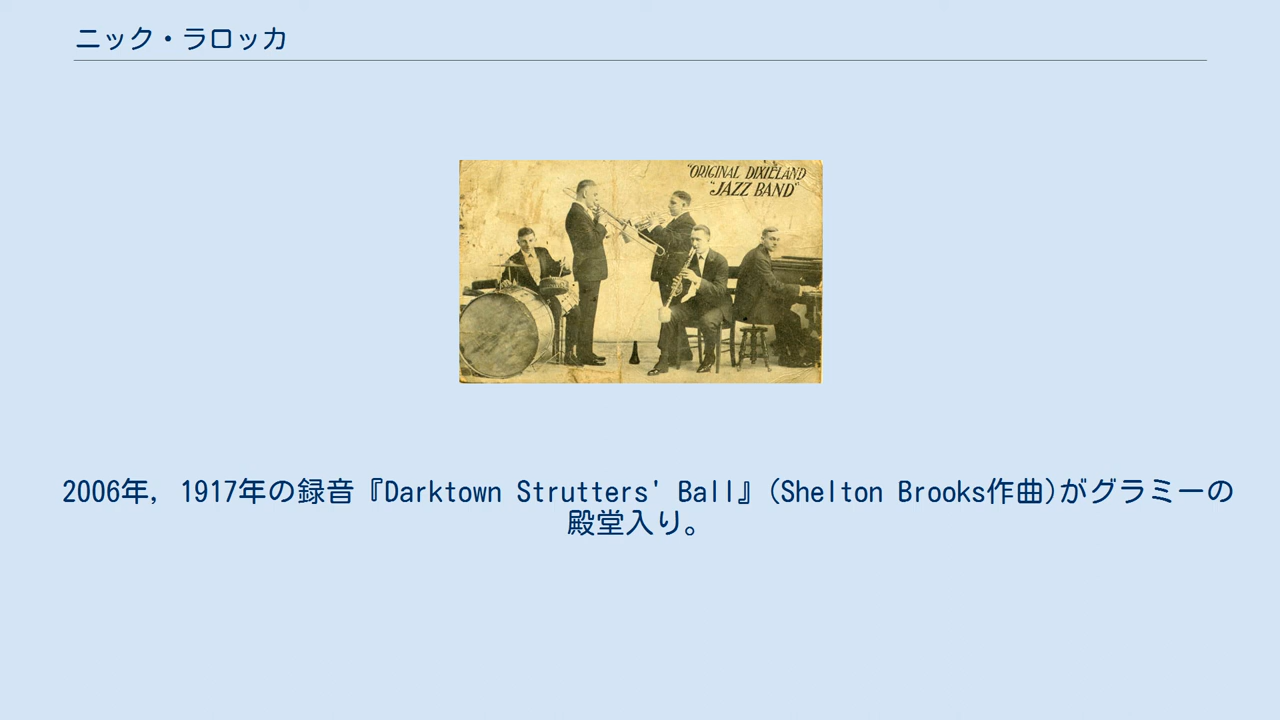 ニック・ラロッカ
"ORIGINAL DIXIELAND
"JAZZ BAND"
2006年, 1917年の録音『Darktown Strutters' Ball』(Shelton Brooks作曲)がグラミーの
殿堂入り。